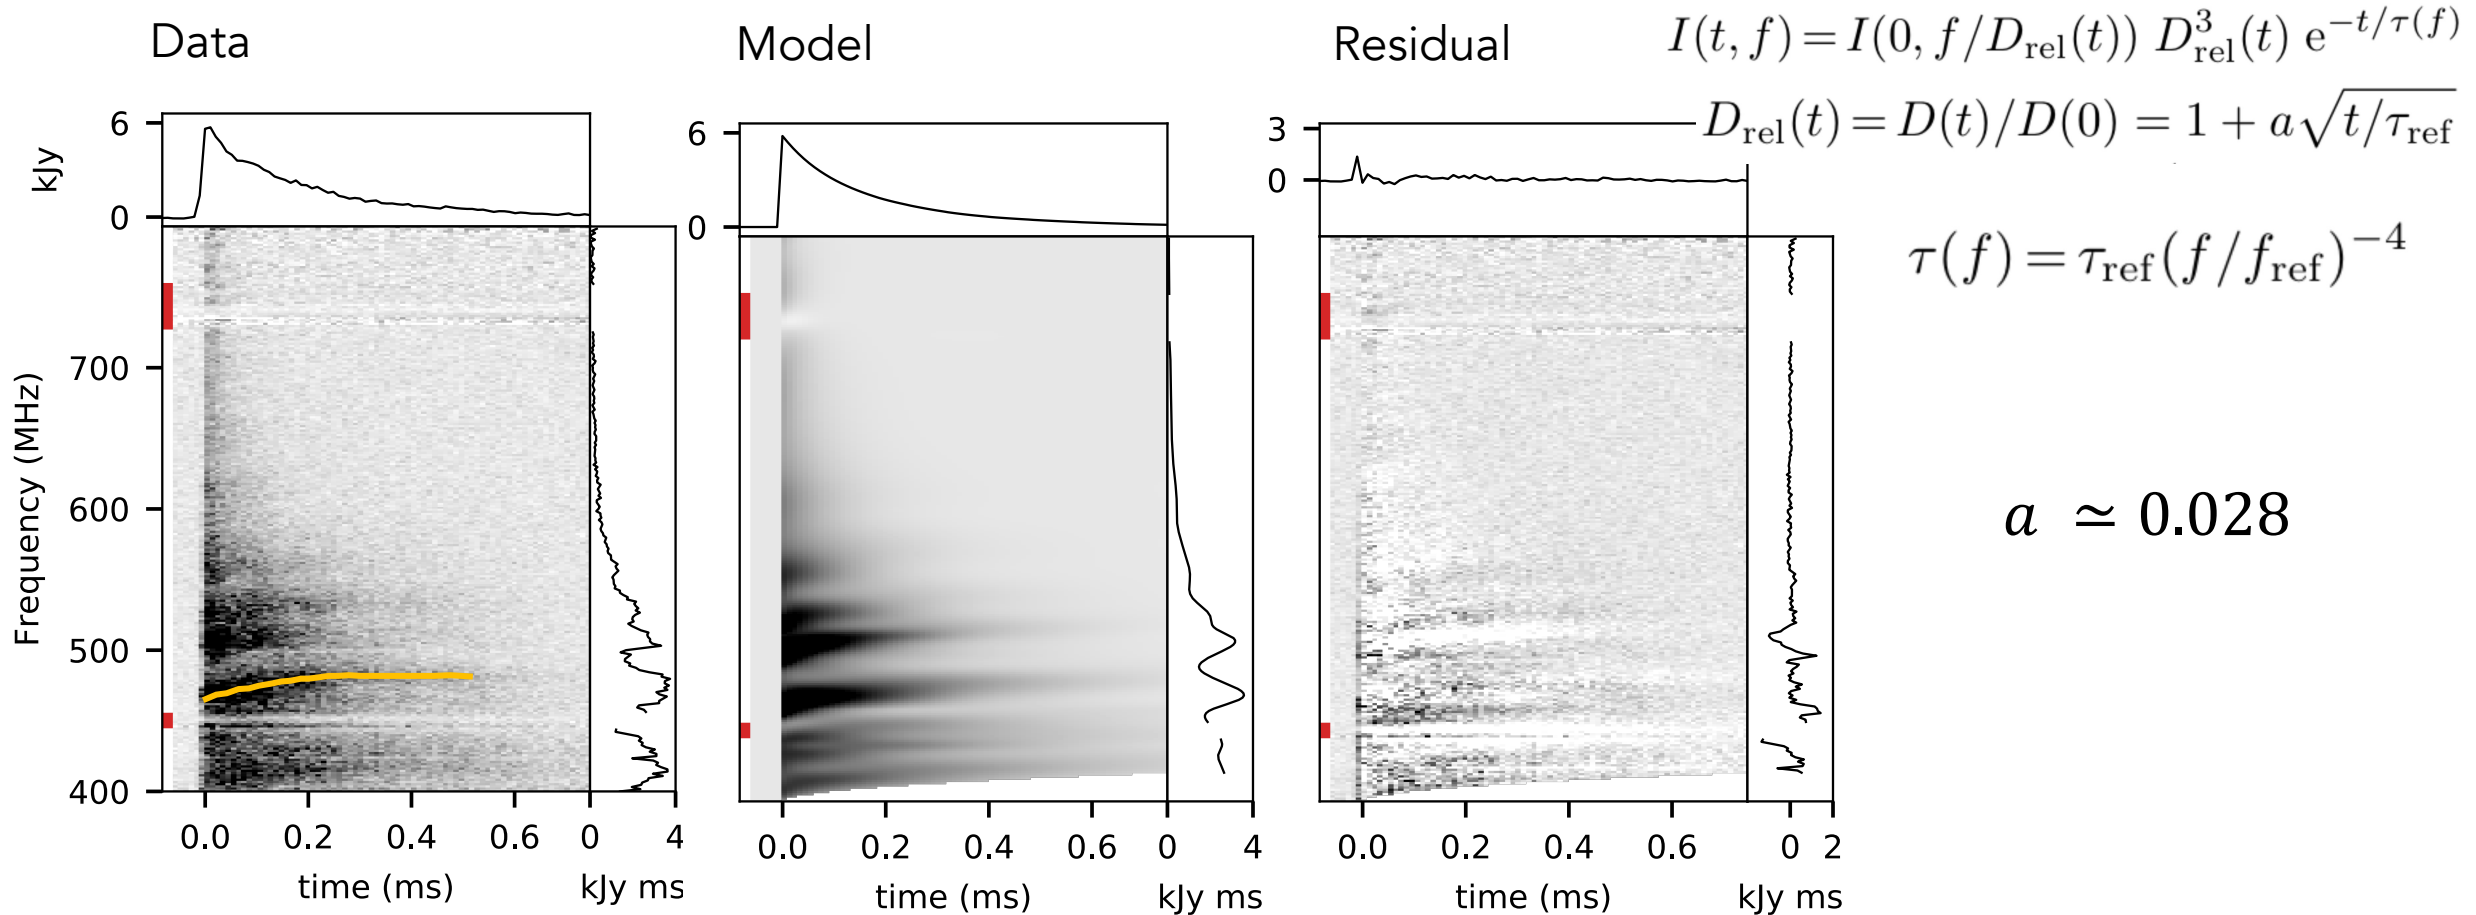 Data
6
kJy
0
700
600
500
400
Frequency (MHz)
0.0 0.2 0.4 0.6 0 4
time (ms) kJy ms
Model
6
0
0.0 0.2 0.4 0.6 0 4
time (ms) kJy ms
Residual
3
0
0.0 0.2 0.4 0.6 0 2
time (ms) kJy ms
I(t, f) = I(0, f/D_rel(t)) D_rel^3(t) e^{-t/τ(f)}
D_rel(t) = D(t)/D(0) = 1 + a√(t/τ_ref)
τ(f) = τ_ref(f/f_ref)^{-4}
a ≃ 0.028